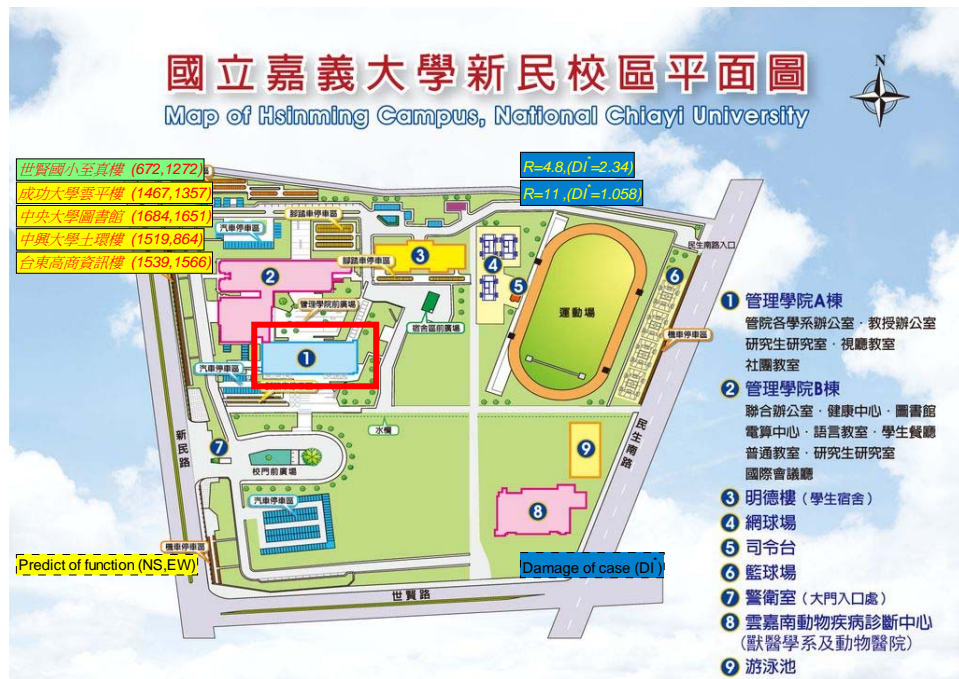 國立嘉義大學新民校區平面圖
Map of Hsinming Campus, National Chiayi University
N
世賢國小至真樓 (672,1272)
成功大學雲平樓 (1467,1357)
中央大學圖書館 (1684,1651)
中興大學土環樓 (1519,864)
台東高商資訊樓 (1539,1566)
R=4.8,(DI*=2.34)
R=11 ,(DI*=1.058)
腳踏車停車區
汽車停車區
腳踏車停車區
民生南路入口
管理學院前廣場
宿舍區前廣場
運動場
機車停車區
汽車停車區
水欄
新民路
民生南路
校門前廣場
汽車停車區
機車停車區
世賢路
1
2
3
4
5
6
7
8
9
Predict of function (NS,EW)
Damage of case (DI*)
1 管理學院A棟
管院各學系辦公室·教授辦公室
研究生研究室·視廳教室
社團教室
2 管理學院B棟
聯合辦公室·健康中心·圖書館
電算中心·語言教室·學生餐廳
普通教室·研究生研究室
國際會議廳
3 明德樓（學生宿舍）
4 網球場
5 司令台
6 籃球場
7 警衛室（大門入口處）
8 雲嘉南動物疾病診斷中心
(獸醫學系及動物醫院)
9 游泳池